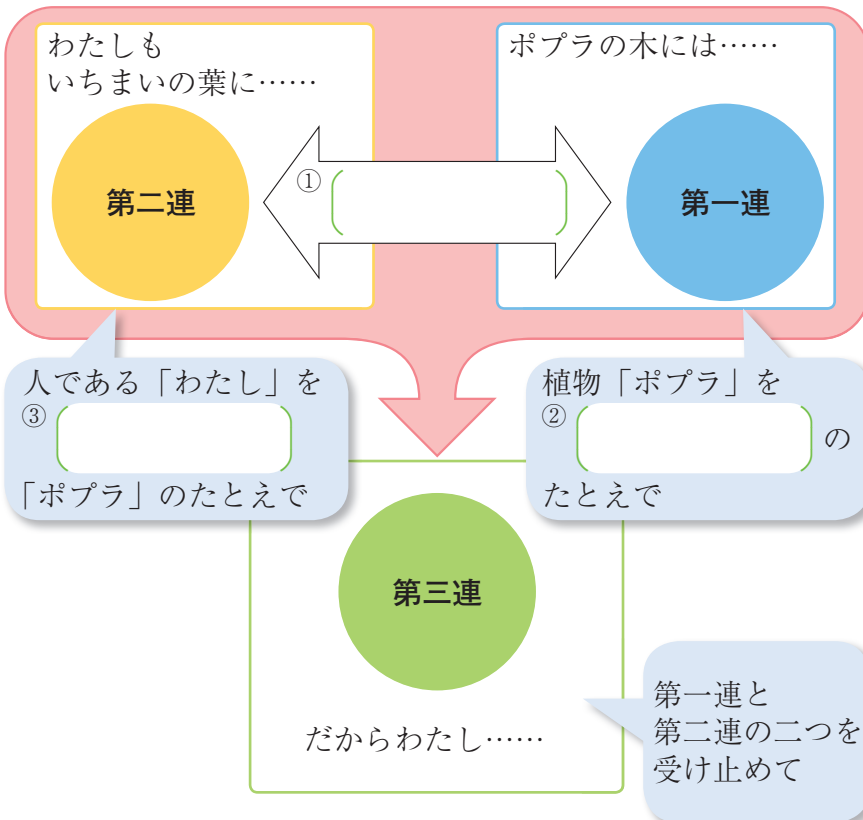 ポプラの木には……
第一連
わたしも
いちまいの葉に……
第二連
①
植物「ポプラ」を
②
の
たとえで
人である「わたし」を
③
「ポプラ」のたとえで
第三連
だからわたし……
第一連と
第二連の二つを
受け止めて